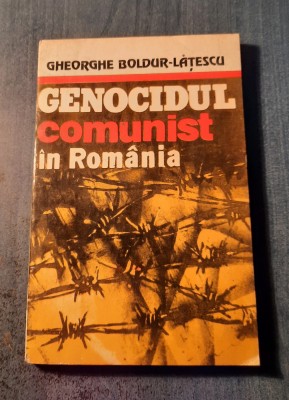 GHEORGHE BOLDUR-LĂȚESCU
GENOCIDUL
comunist
în România